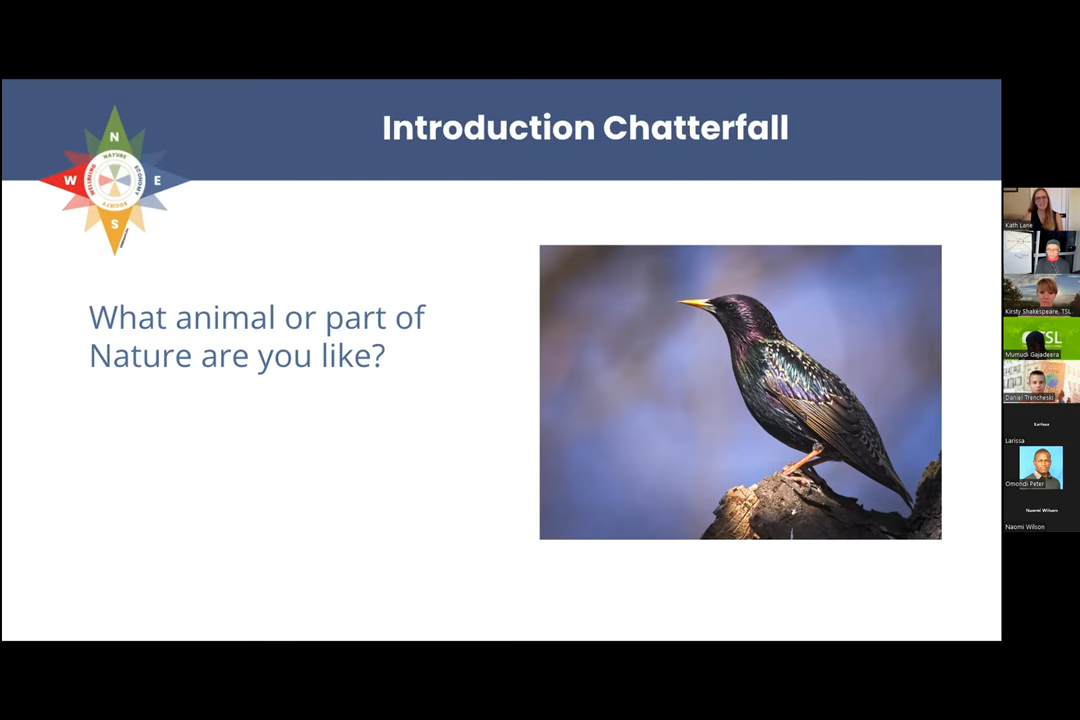 Introduction Chatterfall
N
NATURE
W
WELLBEING
ECONOMY
E
SOCIETY
S
What animal or part of
Nature are you like?
Kath Lane
Kirsty Shakespeare, TSL
TSL
Mumudi Gajadeera
Daniel Trencheski
Larissa
Larissa
Omondi Peter
Naomi Wilson
Naomi Wilson